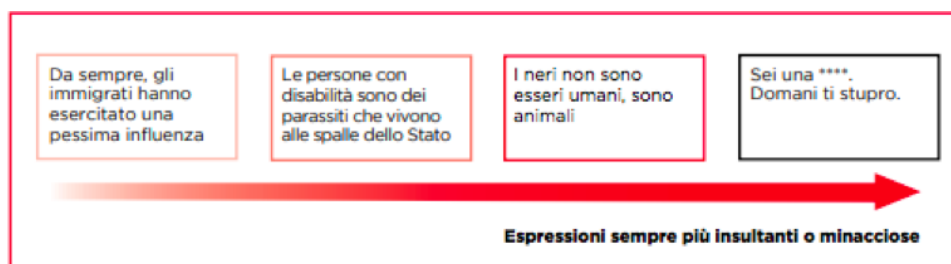 Da sempre, gli
immigrati hanno
esercitato una
pessima influenza
Le persone con
disabilità sono dei
parassiti che vivono
alle spalle dello Stato
I neri non sono
esseri umani, sono
animali
Sei una ****.
Domani ti stupro.
Espressioni sempre più insultanti o minacciose